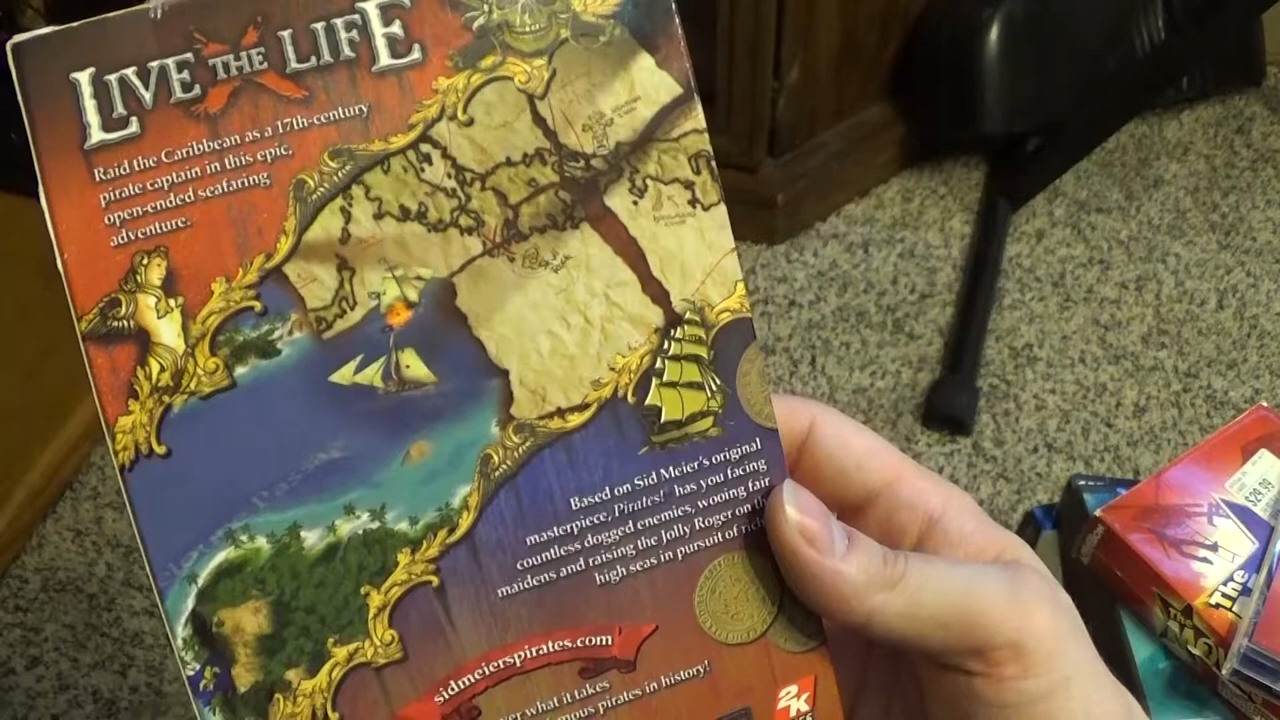 LIVE THE LIFE
Raid the Caribbean as a 17th-century
pirate captain in this epic,
open-ended seafaring
adventure.
Based on Sid Meier's original
masterpiece, Pirates! has you facing
countless dogged enemies, wooing fair
maidens and raising the Jolly Roger on
high seas in pursuit of
sidmeierspirates.com
what it takes
pirates in history!
2K
$29.99
The
The